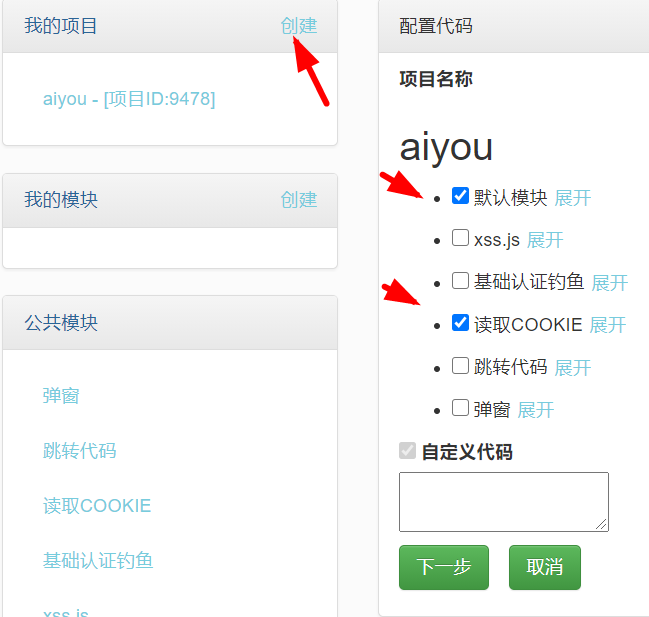 我的项目 创建
aiyou - [项目ID:9478]
我的模块 创建
公共模块
弹窗
跳转代码
读取COOKIE
基础认证钓鱼
xss.js
配置代码
项目名称
aiyou
默认模块 展开
xss.js 展开
基础认证钓鱼 展开
读取COOKIE 展开
跳转代码 展开
弹窗 展开
自定义代码
下一步 取消